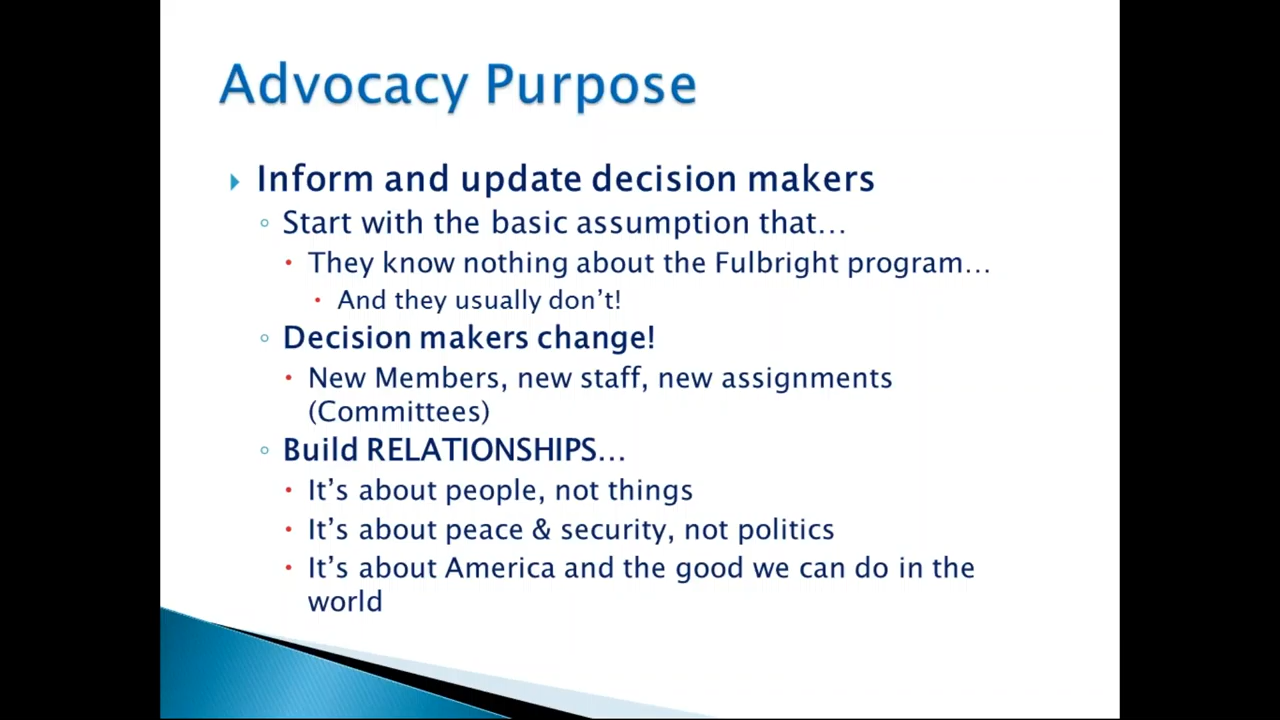 Advocacy Purpose
Inform and update decision makers
Start with the basic assumption that…
They know nothing about the Fulbright program…
And they usually don’t!
Decision makers change!
New Members, new staff, new assignments
(Committees)
Build RELATIONSHIPS…
It’s about people, not things
It’s about peace & security, not politics
It’s about America and the good we can do in the
world